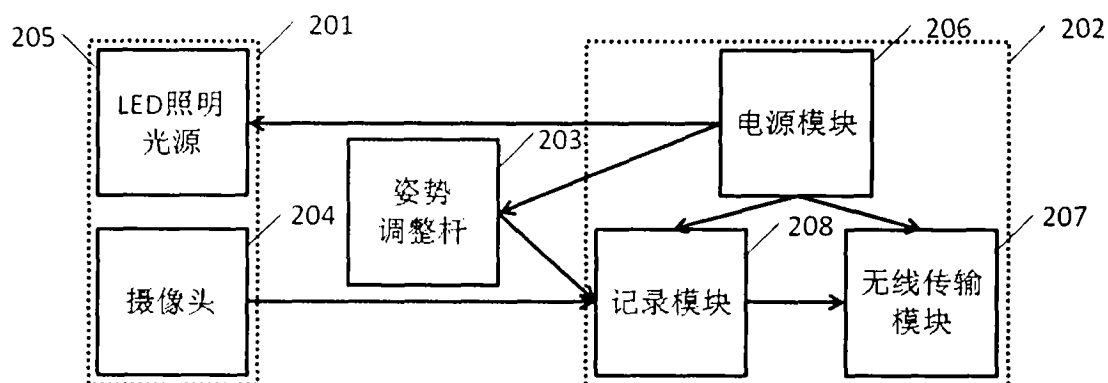 205
201
206
202
LED照明
光源
电源模块
203
姿势
调整杆
204
208
207
摄像头
记录模块
无线传输
模块